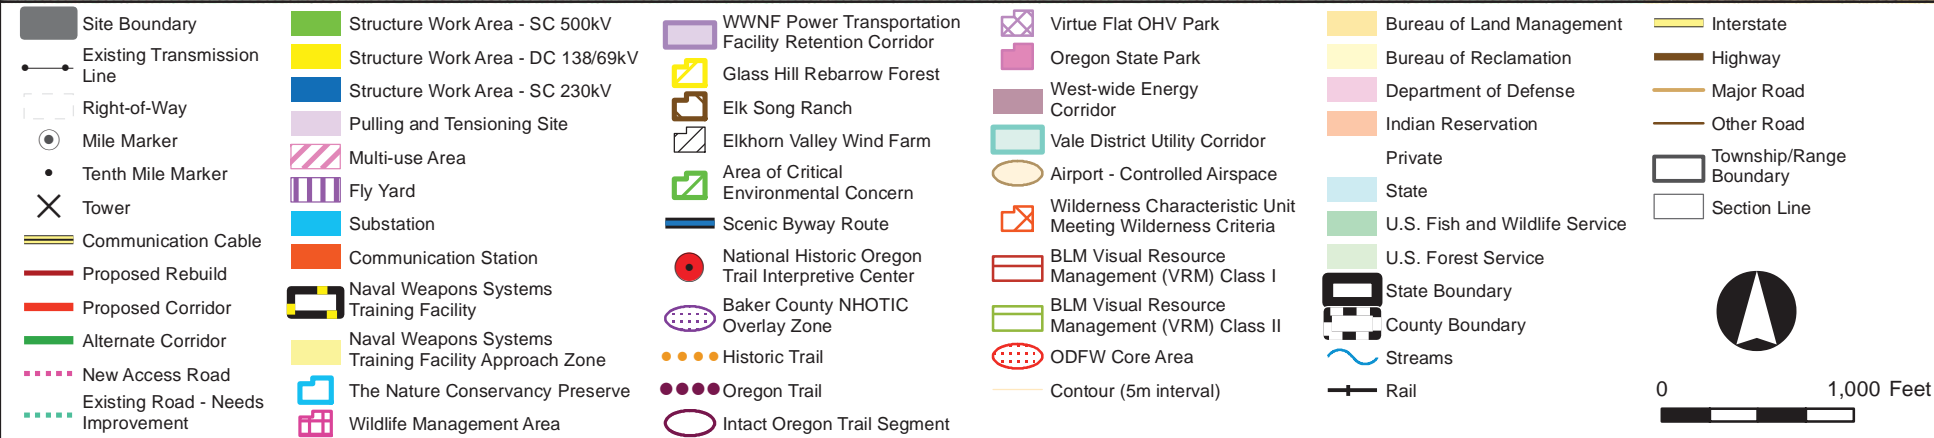 Site Boundary
Existing Transmission
Line
Right-of-Way
Mile Marker
Tenth Mile Marker
Tower
Communication Cable
Proposed Rebuild
Proposed Corridor
Alternate Corridor
New Access Road
Existing Road - Needs
Improvement
Structure Work Area - SC 500kV
Structure Work Area - DC 138/69kV
Structure Work Area - SC 230kV
Pulling and Tensioning Site
Multi-use Area
Fly Yard
Substation
Communication Station
Naval Weapons Systems
Training Facility
Naval Weapons Systems
Training Facility Approach Zone
The Nature Conservancy Preserve
Wildlife Management Area
WWNF Power Transportation
Facility Retention Corridor
Glass Hill Rebarrow Forest
Elk Song Ranch
Elkhorn Valley Wind Farm
Area of Critical
Environmental Concern
Scenic Byway Route
National Historic Oregon
Trail Interpretive Center
Baker County NHOTIC
Overlay Zone
Historic Trail
Oregon Trail
Intact Oregon Trail Segment
Virtue Flat OHV Park
Oregon State Park
West-wide Energy
Corridor
Vale District Utility Corridor
Airport - Controlled Airspace
Wilderness Characteristic Unit
Meeting Wilderness Criteria
BLM Visual Resource
Management (VRM) Class I
BLM Visual Resource
Management (VRM) Class II
ODFW Core Area
Contour (5m interval)
Bureau of Land Management
Bureau of Reclamation
Department of Defense
Indian Reservation
Private
State
U.S. Fish and Wildlife Service
U.S. Forest Service
State Boundary
County Boundary
Streams
Rail
Interstate
Highway
Major Road
Other Road
Township/Range
Boundary
Section Line
0 1,000 Feet